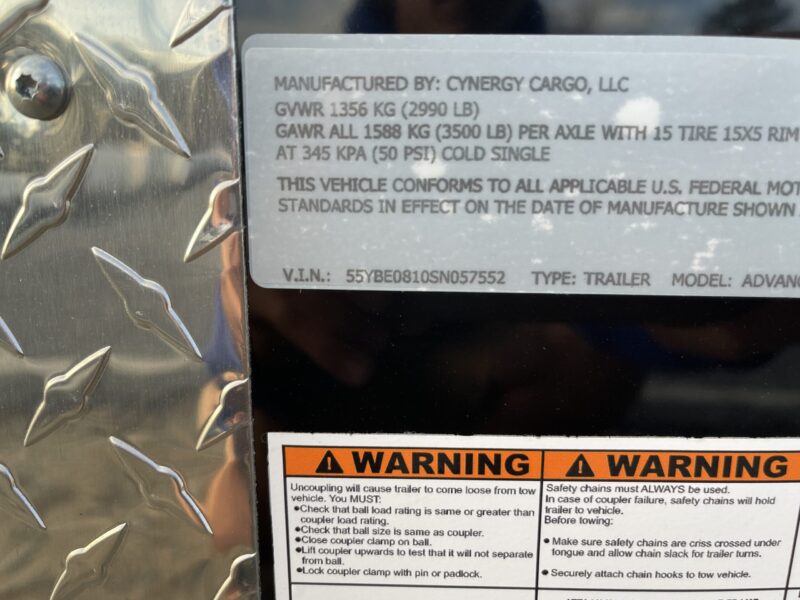 MANUFACTURED BY: CYNERGY CARGO, LLC
GVWR 1356 KG (2990 LB)
GAWR ALL 1588 KG (3500 LB) PER AXLE WITH 15 TIRE 15X5 RIM
AT 345 KPA (50 PSI) COLD SINGLE
THIS VEHICLE CONFORMS TO ALL APPLICABLE U.S. FEDERAL MOT
STANDARDS IN EFFECT ON THE DATE OF MANUFACTURE SHOWN
V.I.N.: 55YBE0810SN057552 TYPE: TRAILER MODEL: ADVANC
WARNING
Uncoupling will cause trailer to come loose from tow
vehicle. You MUST:
•Check that ball load rating is same or greater than
coupler load rating.
•Check that ball size is same as coupler.
•Close coupler clamp on ball.
•Lift coupler upwards to test that it will not separate
from ball.
•Lock coupler clamp with pin or padlock.
WARNING
Safety chains must ALWAYS be used.
In case of coupler failure, safety chains will hold
trailer to vehicle.
Before towing:
• Make sure safety chains are criss crossed under
tongue and allow chain slack for trailer turns.
• Securely attach chain hooks to tow vehicle.